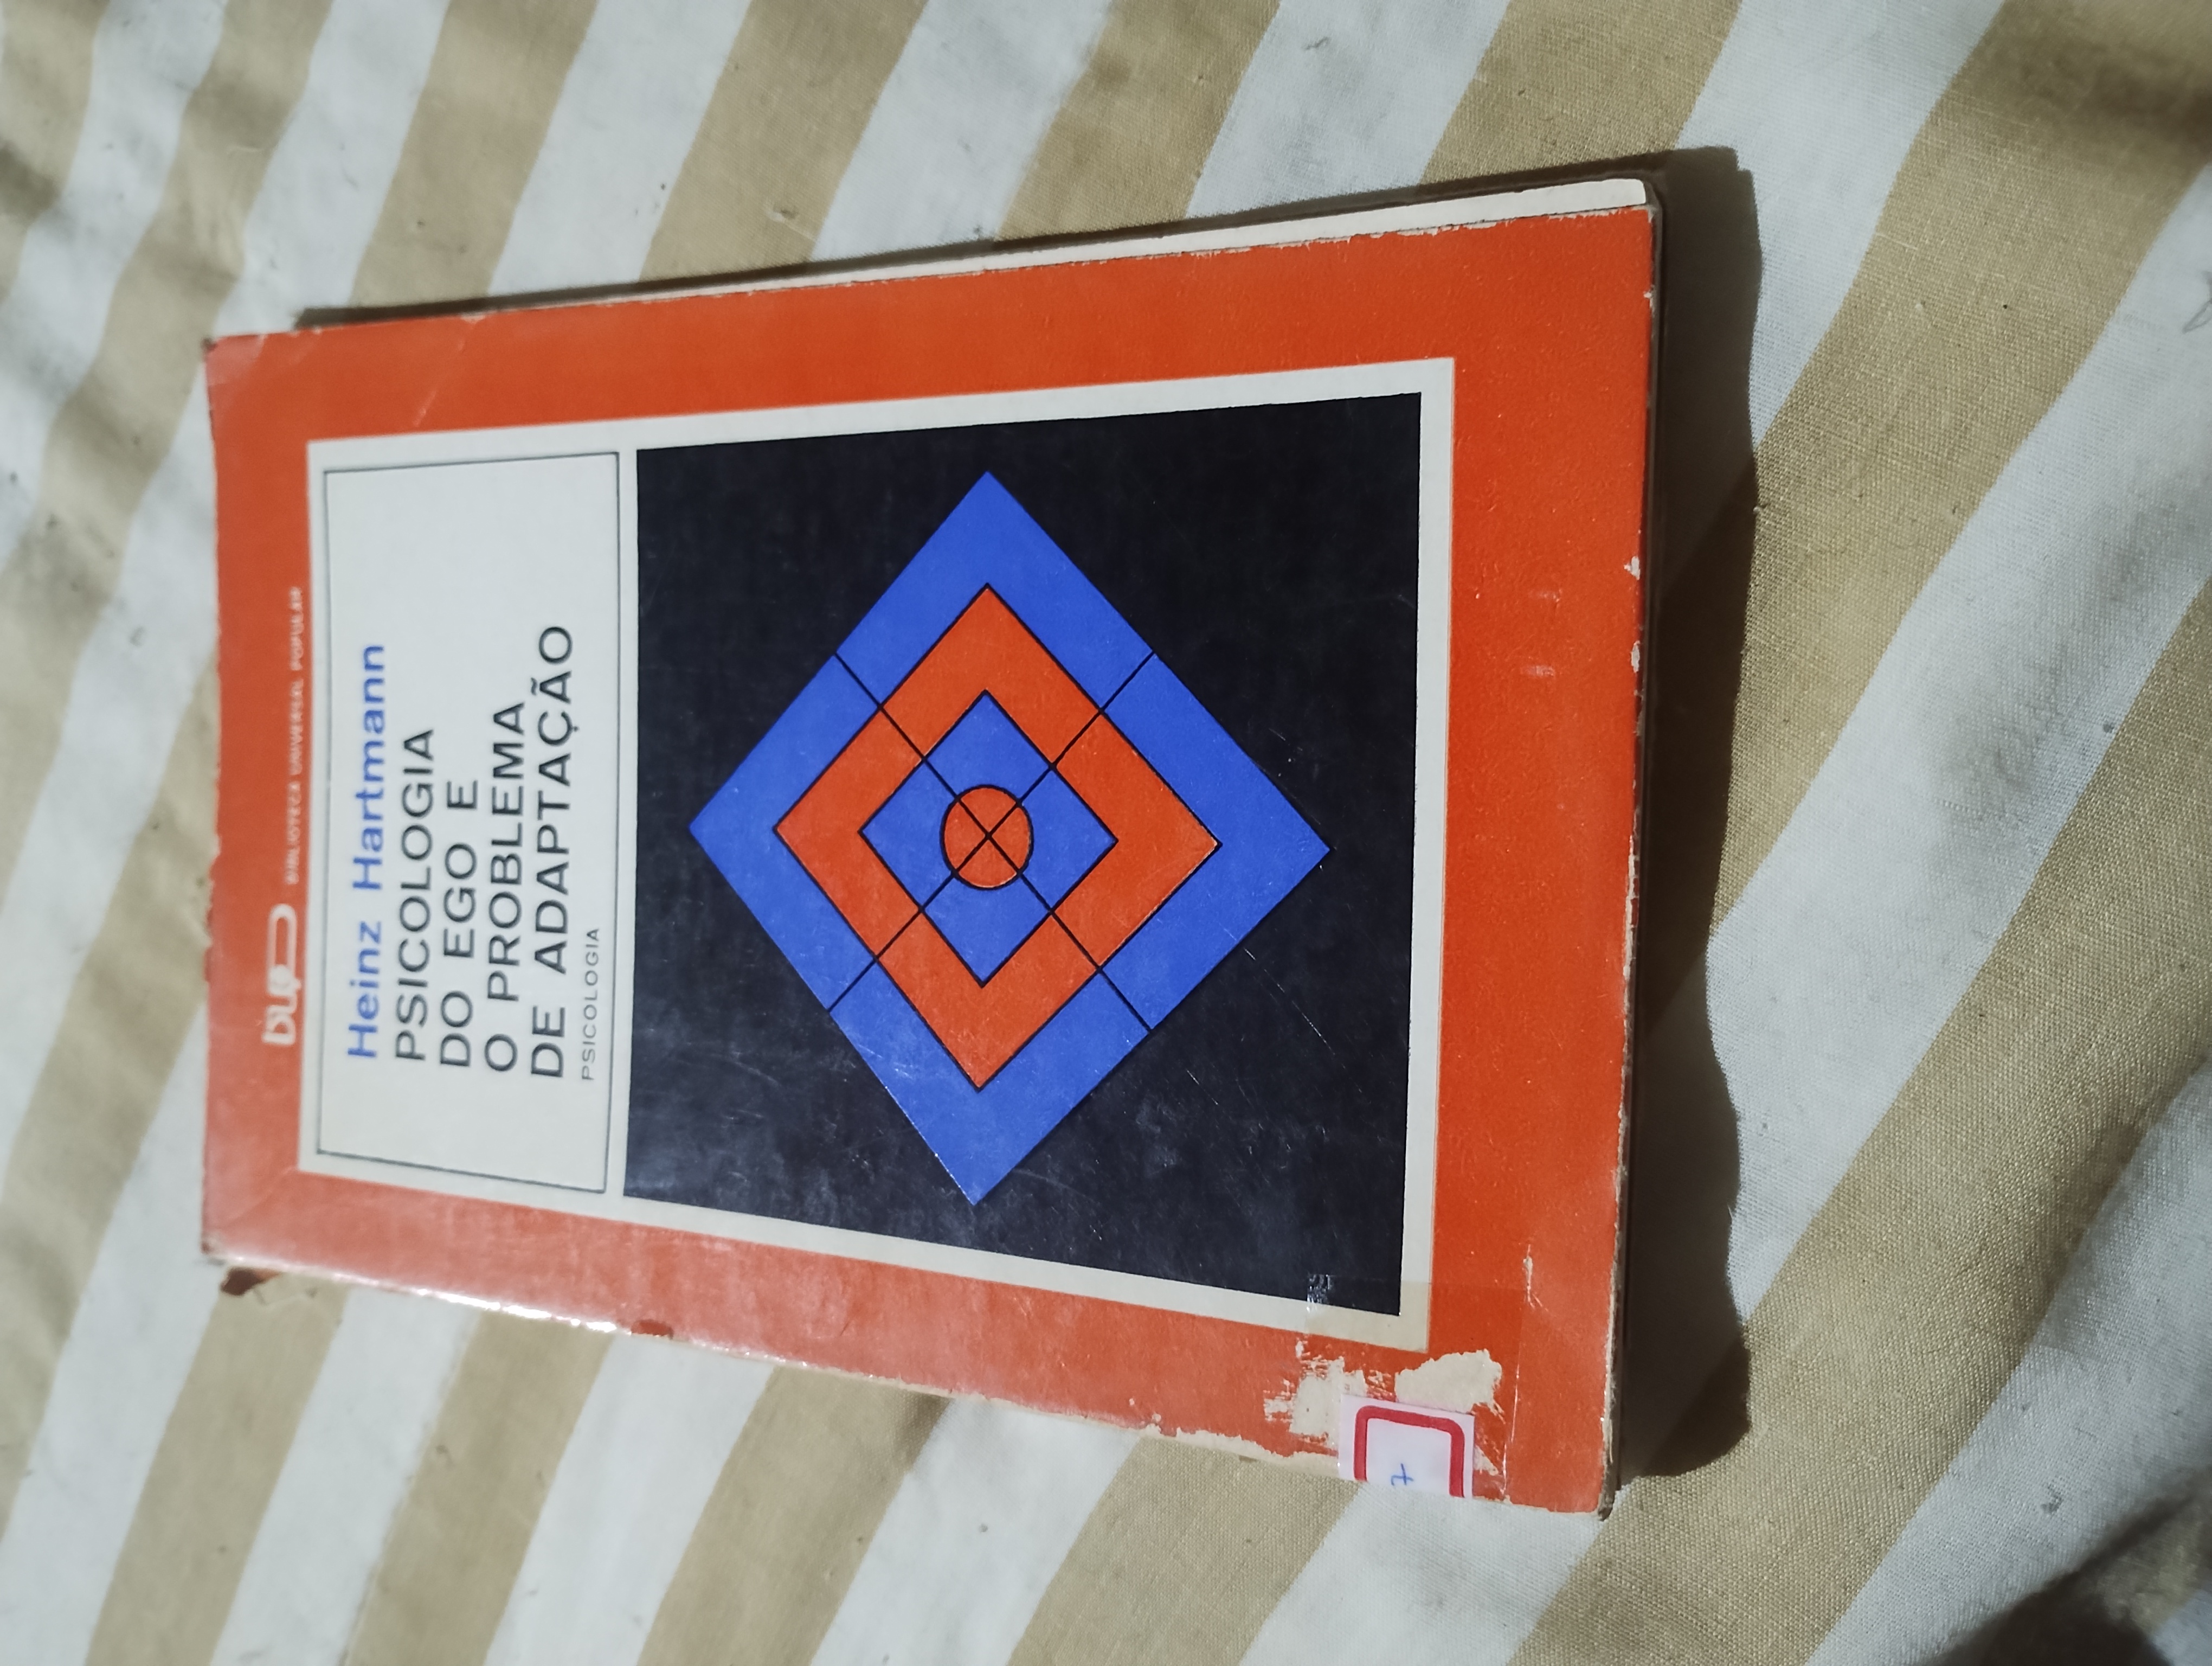 bup BIBLIOTECA UNIVERSAL POPULAR
Heinz Hartmann
PSICOLOGIA
DO EGO E
O PROBLEMA
DE ADAPTAÇÃO
PSICOLOGIA